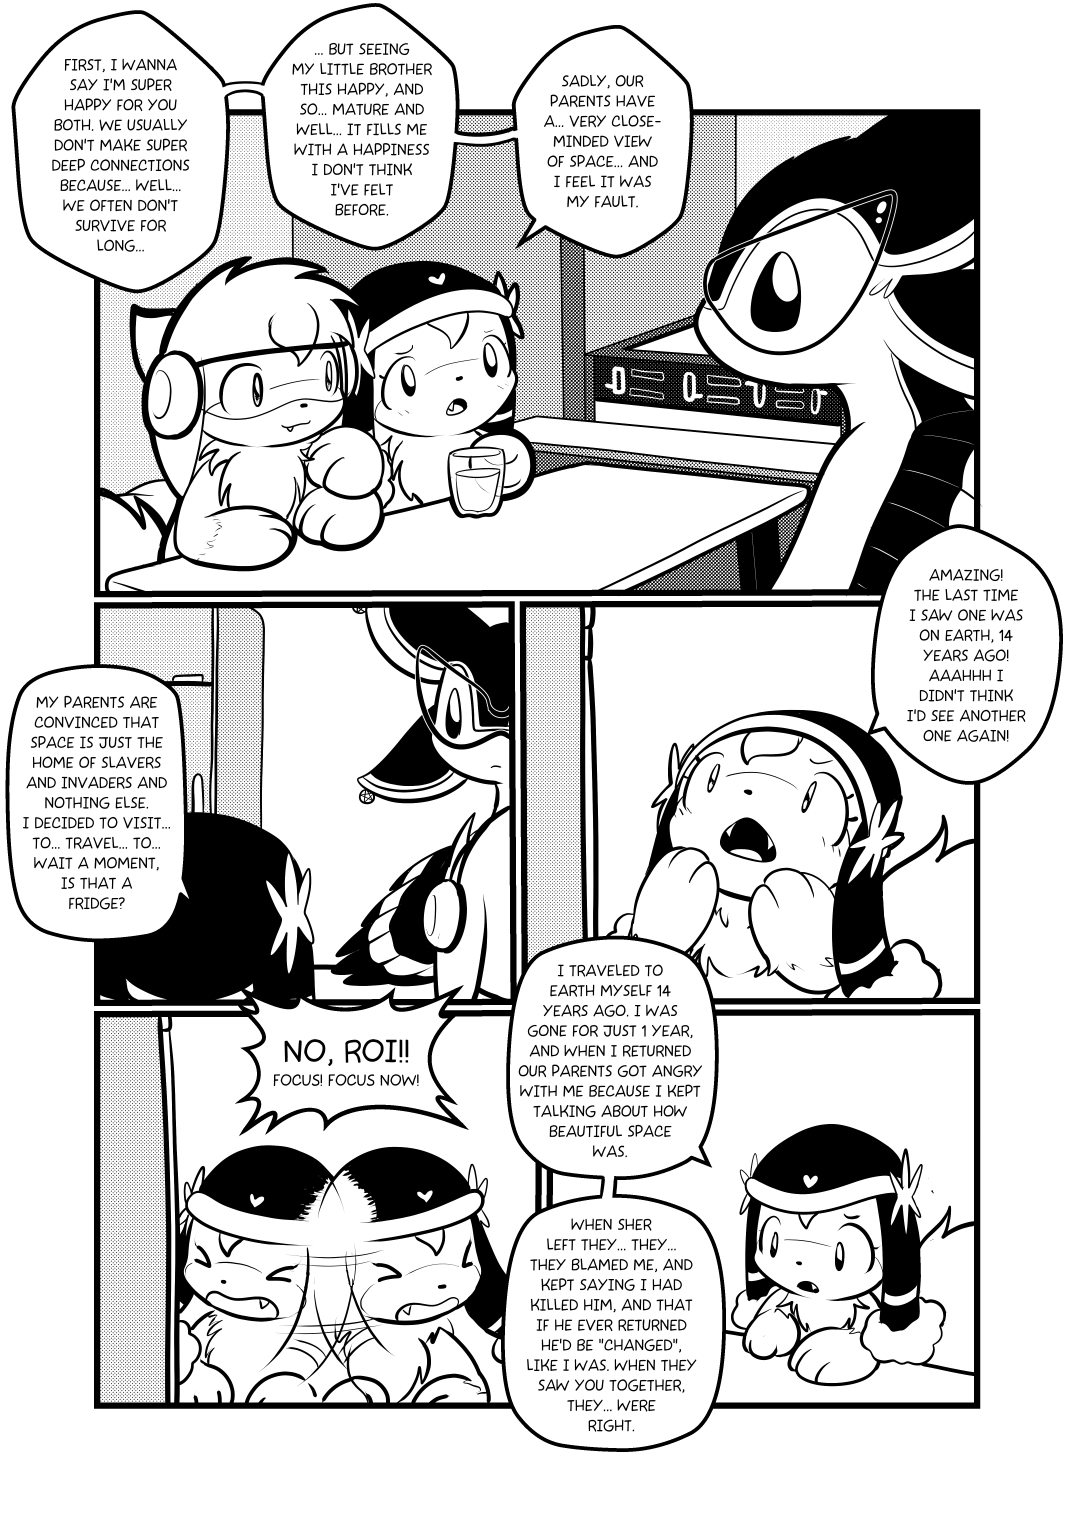 FIRST, I WANNA
SAY I'M SUPER
HAPPY FOR YOU
BOTH. WE USUALLY
DON'T MAKE SUPER
DEEP CONNECTIONS
BECAUSE... WELL...
WE OFTEN DON'T
SURVIVE FOR
LONG...
... BUT SEEING
MY LITTLE BROTHER
THIS HAPPY, AND
SO... MATURE AND
WELL... IT FILLS ME
WITH A HAPPINESS
I DON'T THINK
I'VE FELT
BEFORE.
SADLY, OUR
PARENTS HAVE
A... VERY CLOSE-
MINDED VIEW
OF SPACE... AND
I FEEL IT WAS
MY FAULT.
MY PARENTS ARE
CONVINCED THAT
SPACE IS JUST THE
HOME OF SLAVERS
AND INVADERS AND
NOTHING ELSE.
I DECIDED TO VISIT...
TO... TRAVEL... TO...
WAIT A MOMENT,
IS THAT A
FRIDGE?
AMAZING!
THE LAST TIME
I SAW ONE WAS
ON EARTH, 14
YEARS AGO!
AAAHHH I
DIDN'T THINK
I'D SEE ANOTHER
ONE AGAIN!
NO, ROI!!
FOCUS! FOCUS NOW!
I TRAVELED TO
EARTH MYSELF 14
YEARS AGO. I WAS
GONE FOR JUST 1 YEAR,
AND WHEN I RETURNED
OUR PARENTS GOT ANGRY
WITH ME BECAUSE I KEPT
TALKING ABOUT HOW
BEAUTIFUL SPACE
WAS.
WHEN SHER
LEFT THEY... THEY...
THEY BLAMED ME, AND
KEPT SAYING I HAD
KILLED HIM, AND THAT
IF HE EVER RETURNED
HE'D BE "CHANGED",
LIKE I WAS. WHEN THEY
SAW YOU TOGETHER,
THEY... WERE
RIGHT.